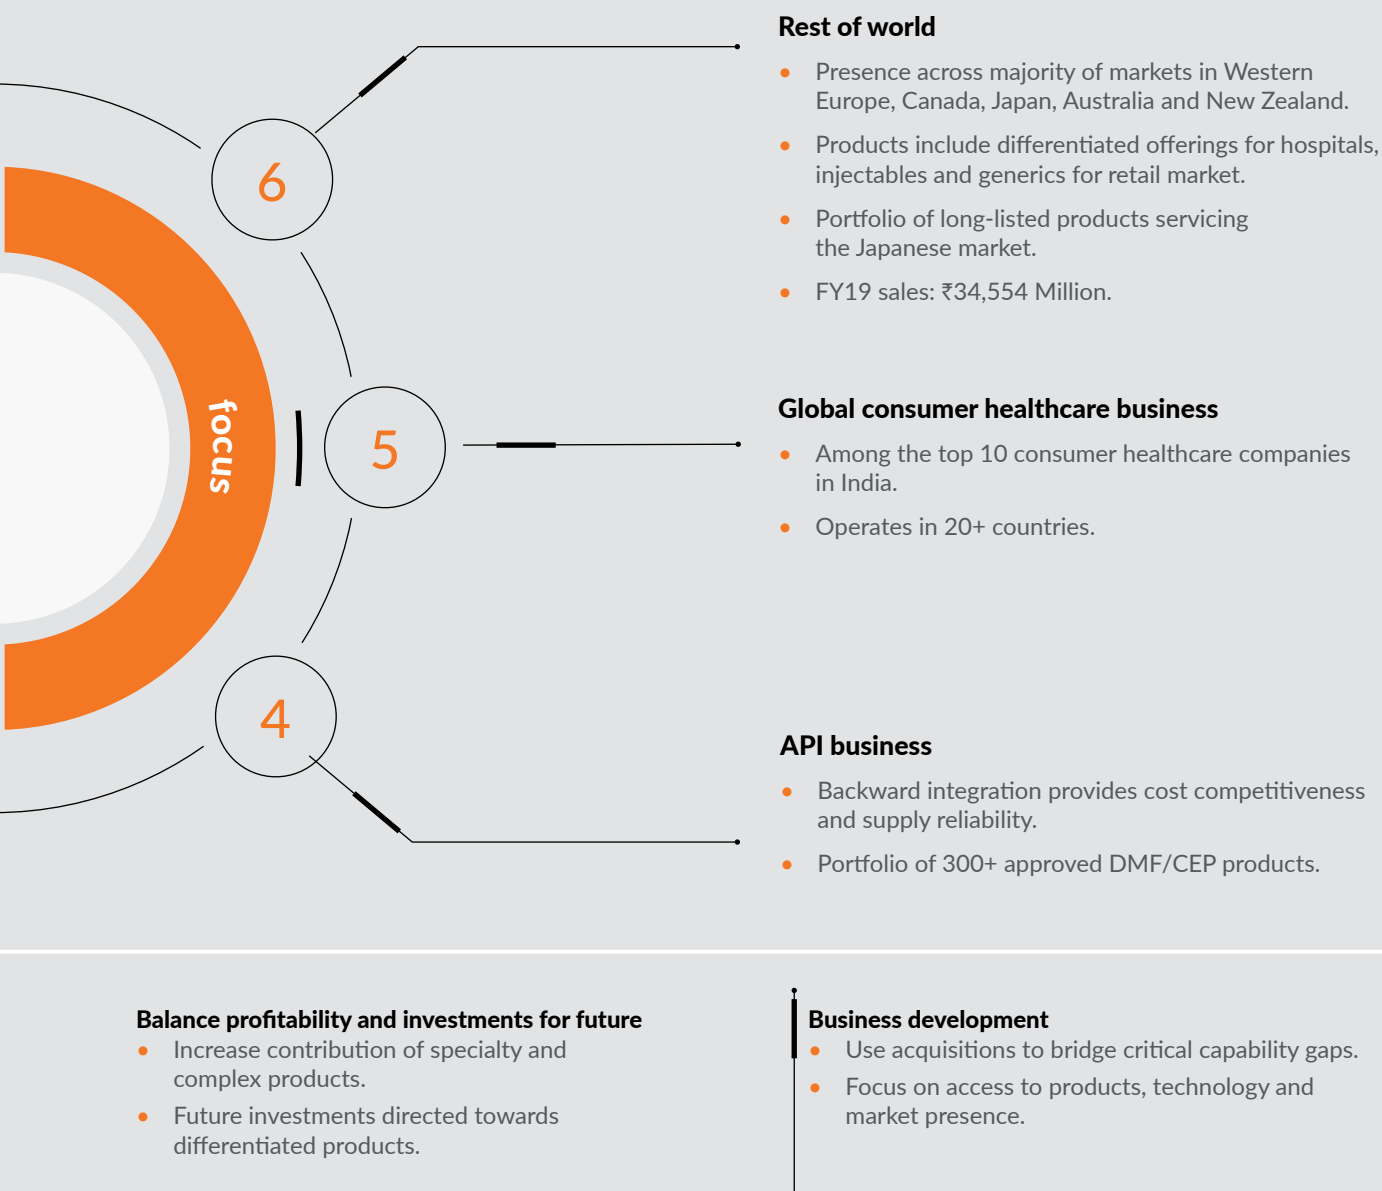 focus
6
Rest of world
• Presence across majority of markets in Western
Europe, Canada, Japan, Australia and New Zealand.
• Products include differentiated offerings for hospitals,
injectables and generics for retail market.
• Portfolio of long-listed products servicing
the Japanese market.
• FY19 sales: ₹34,554 Million.
5
Global consumer healthcare business
• Among the top 10 consumer healthcare companies
in India.
• Operates in 20+ countries.
4
API business
• Backward integration provides cost competitiveness
and supply reliability.
• Portfolio of 300+ approved DMF/CEP products.
Balance profitability and investments for future
• Increase contribution of specialty and
complex products.
• Future investments directed towards
differentiated products.
Business development
• Use acquisitions to bridge critical capability gaps.
• Focus on access to products, technology and
market presence.